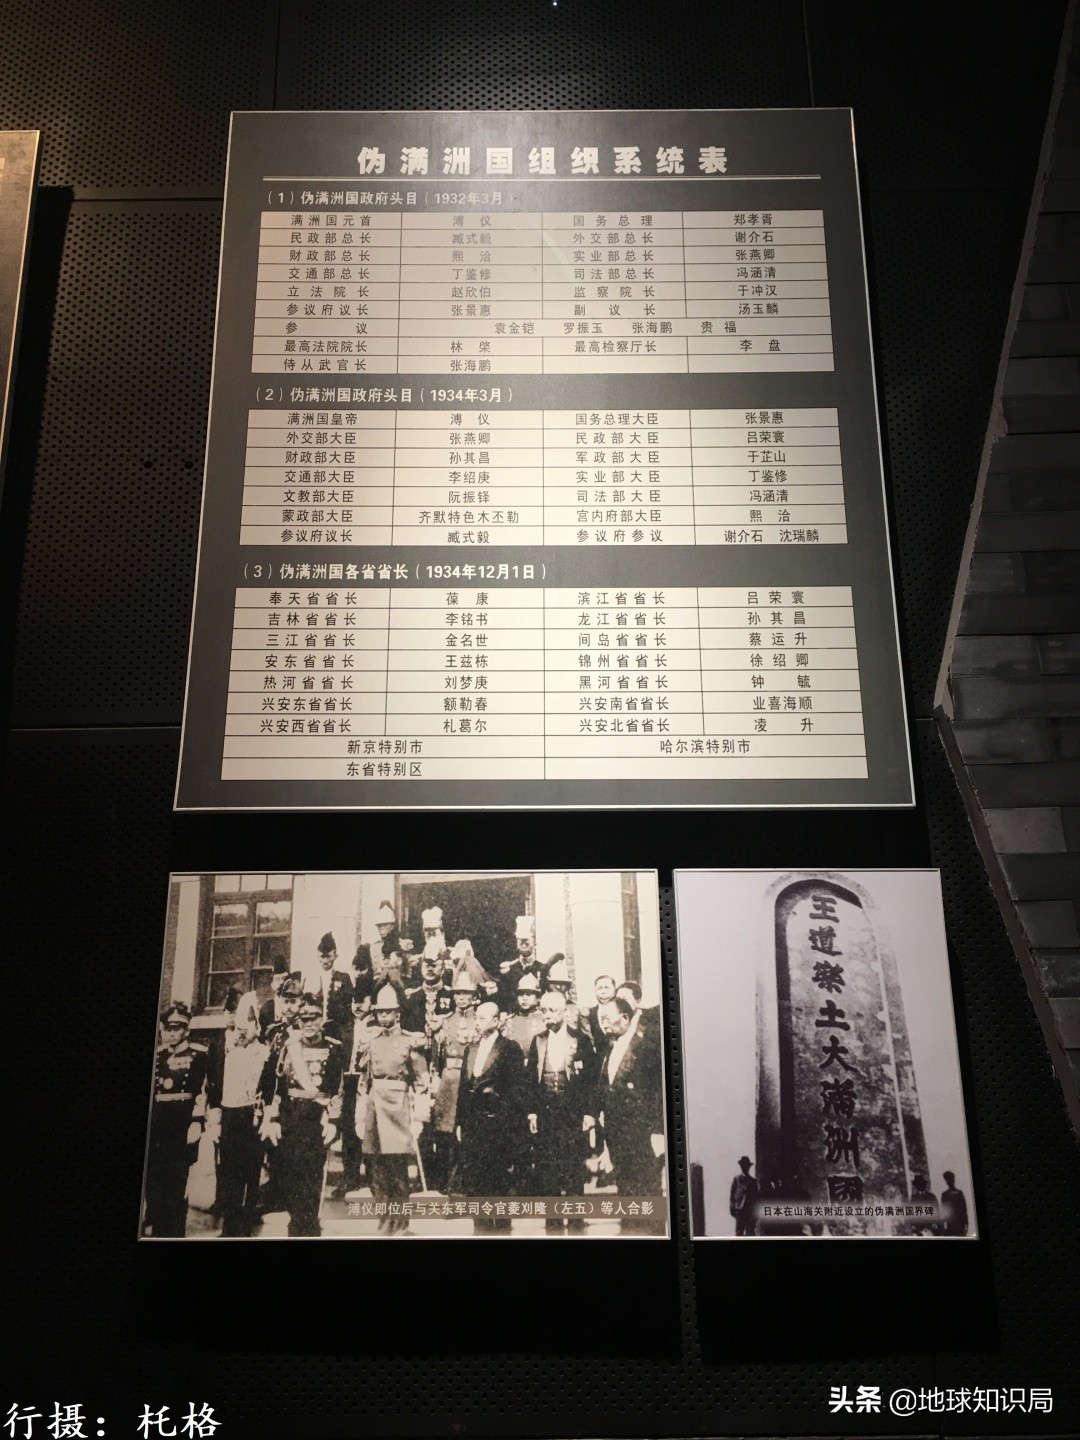 伪满洲国组织系统表
（1）伪满洲国政府头目（1932年3月）
满洲国元首 溥仪 国务总理 郑孝胥
民政部总长 臧式毅 外交部总长 谢介石
财政部总长 熙洽 实业部总长 张燕卿
交通部总长 丁鉴修 司法部总长 冯涵清
立法院长 赵欣伯 监察院长 于冲汉
参议府议长 张景惠 副议长 汤玉麟
参议 袁金铠 罗振玉 张海鹏 贵福
最高法院院长 林棨 最高检察厅长 李盘
侍从武官长 张海鹏
（2）伪满洲国政府头目（1934年3月）
满洲国皇帝 溥仪 国务总理大臣 张景惠
外交部大臣 张燕卿 民政部大臣 吕荣寰
财政部大臣 孙其昌 军政部大臣 于芷山
交通部大臣 李绍庚 实业部大臣 丁鉴修
文教部大臣 阮振铎 司法部大臣 冯涵清
蒙政部大臣 齐默特色木丕勒 宫内府部大臣 熙洽
参议府议长 臧式毅 参议府参议 谢介石 沈瑞麟
（3）伪满洲国各省省长（1934年12月1日）
奉天省省长 葆康 滨江省省长 吕荣寰
吉林省省长 李铭书 龙江省省长 孙其昌
三江省省长 金名世 间岛省省长 蔡运升
安东省省长 王兹栋 锦州省省长 徐绍卿
热河省省长 刘梦庚 黑河省省长 钟毓
兴安东省省长 额勒春 兴安南省省长 业喜海顺
兴安西省省长 札葛尔 兴安北省省长 凌升
新京特别市 哈尔滨特别市
东省特别区
溥仪即位后与关东军司令官菱刈隆（左五）等人合影
王道樂土大滿洲國
日本在山海关附近设立的伪满洲国界碑
行摄：杔格
头条 @地球知识局